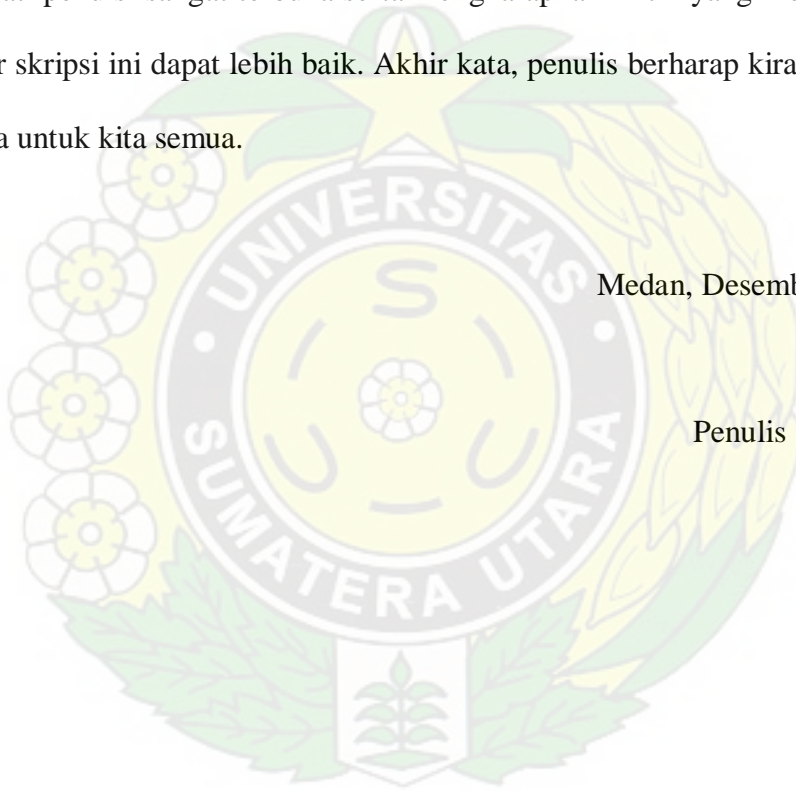 r skripsi ini dapat lebih baik. Akhir kata, penulis berharap kira
a untuk kita semua.
UNIVERSITAS
S
Medan, Desemb
U U
Penulis
SUMATERA UTARA